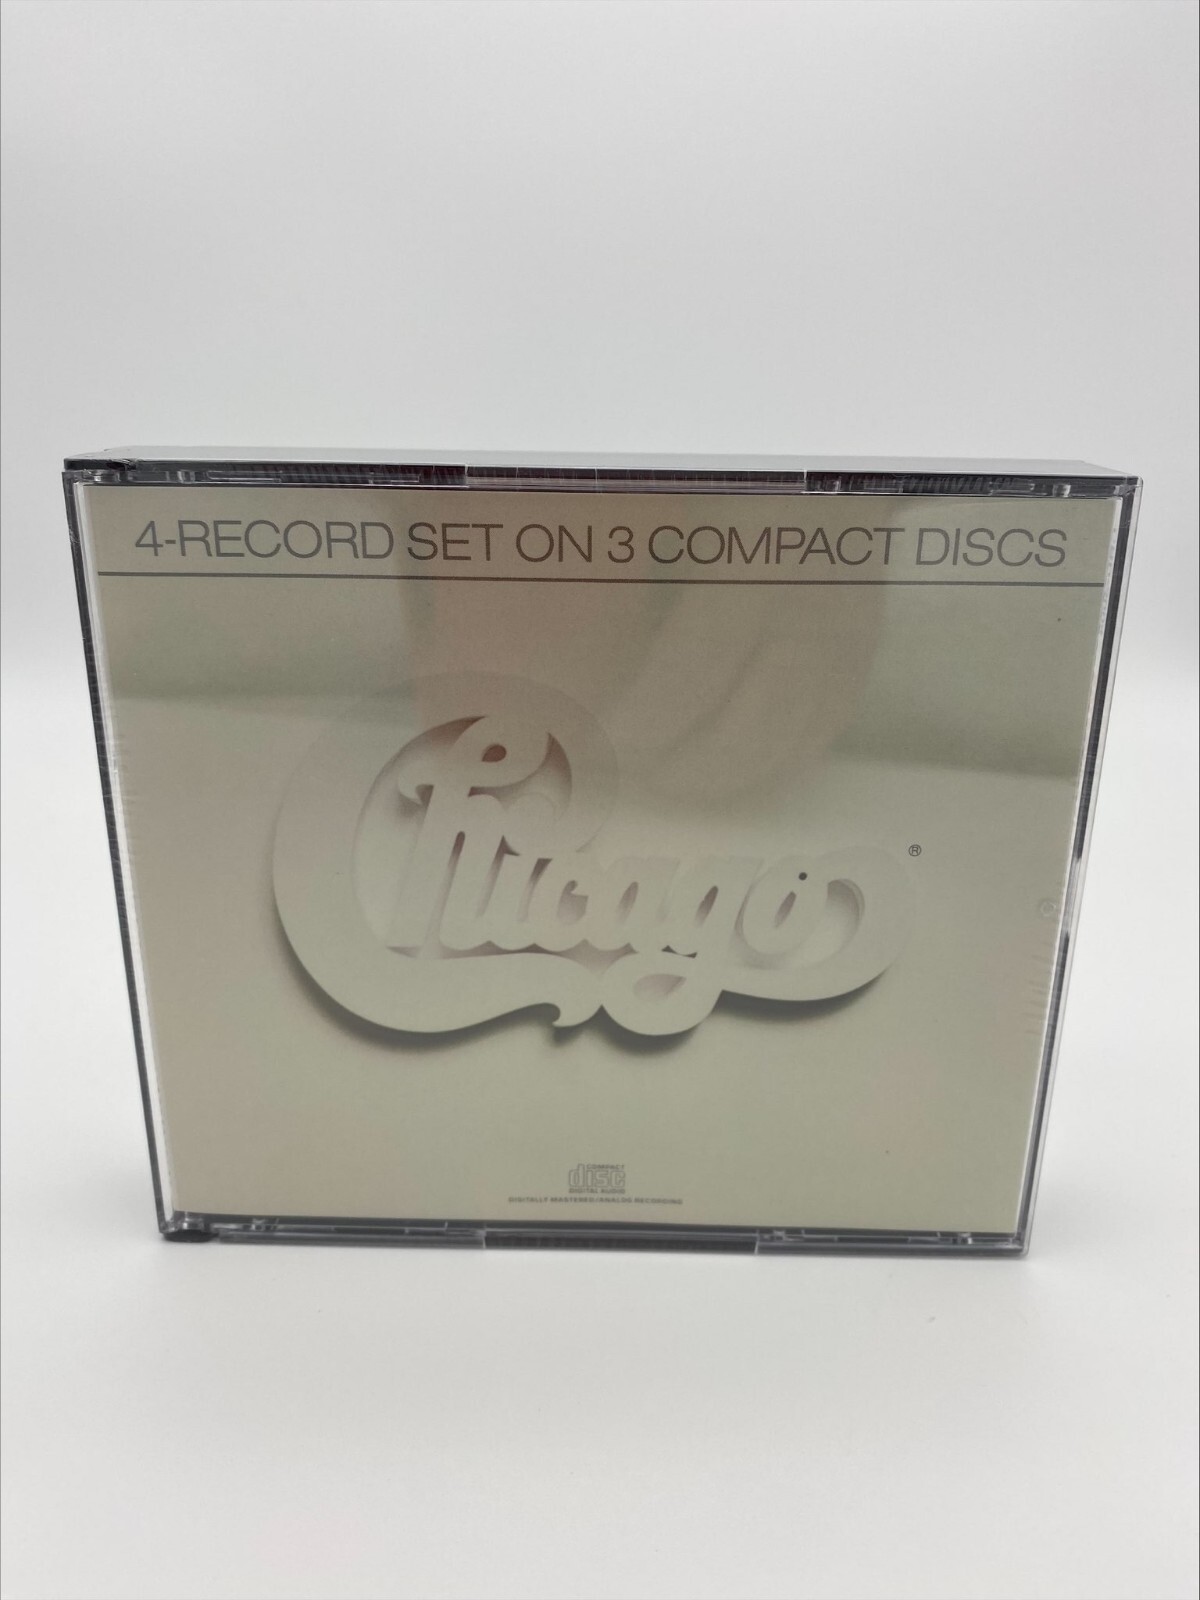 4-RECORD SET ON 3 COMPACT DISCS
Chicago
®
COMPACT
disc
DIGITAL AUDIO
DIGITALLY MASTERED/ANALOG RECORDING